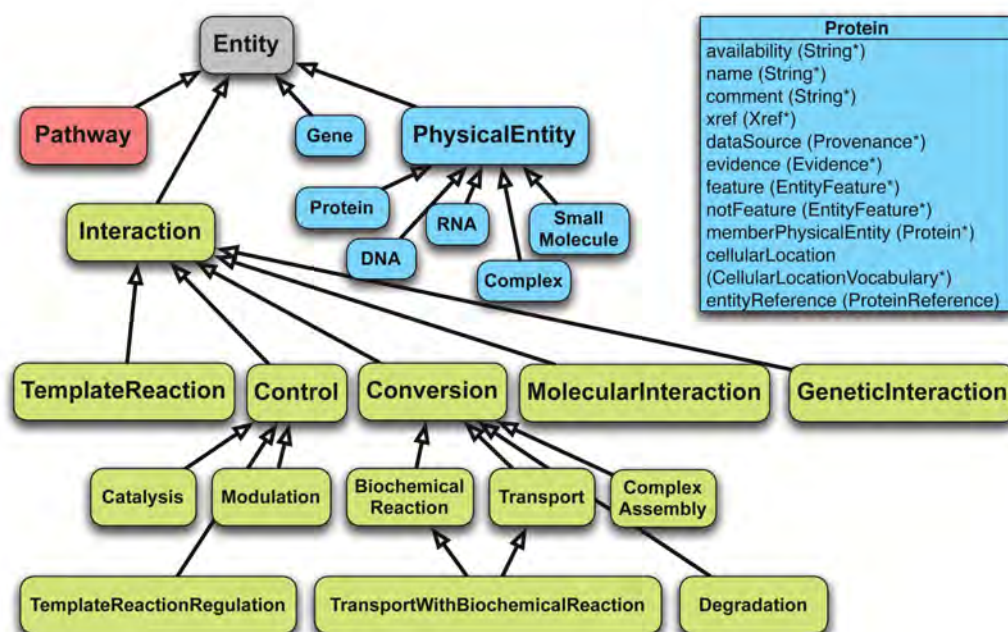 Entity
Pathway
Gene
PhysicalEntity
Protein
RNA
Small
Molecule
DNA
Complex
Interaction
TemplateReaction
Control
Conversion
MolecularInteraction
GeneticInteraction
Catalysis
Modulation
Biochemical
Reaction
Transport
Complex
Assembly
TemplateReactionRegulation
TransportWithBiochemicalReaction
Degradation
Protein
availability (String*)
name (String*)
comment (String*)
xref (Xref*)
dataSource (Provenance*)
evidence (Evidence*)
feature (EntityFeature*)
notFeature (EntityFeature*)
memberPhysicalEntity (Protein*)
cellularLocation
(CellularLocationVocabulary*)
entityReference (ProteinReference)